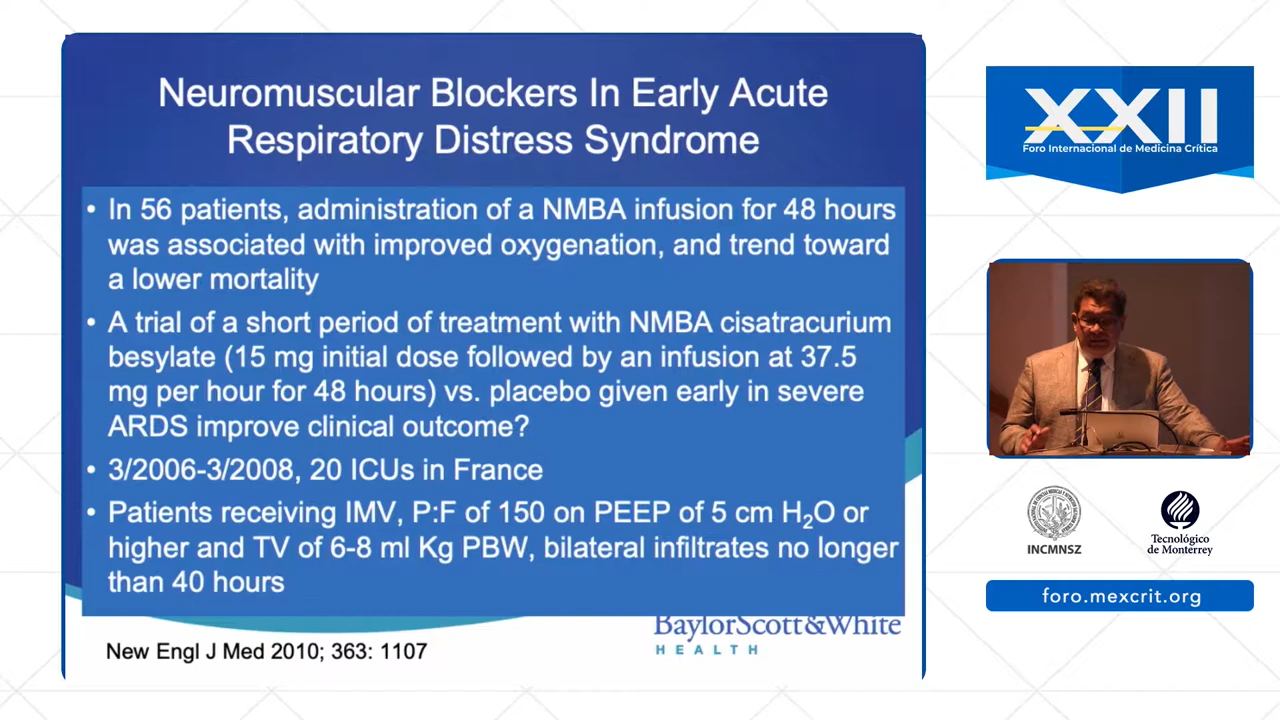 Neuromuscular Blockers In Early Acute
Respiratory Distress Syndrome
• In 56 patients, administration of a NMBA infusion for 48 hours
was associated with improved oxygenation, and trend toward
a lower mortality
• A trial of a short period of treatment with NMBA cisatracurium
besylate (15 mg initial dose followed by an infusion at 37.5
mg per hour for 48 hours) vs. placebo given early in severe
ARDS improve clinical outcome?
• 3/2006-3/2008, 20 ICUs in France
• Patients receiving IMV, P:F of 150 on PEEP of 5 cm H₂O or
higher and TV of 6-8 ml Kg PBW, bilateral infiltrates no longer
than 40 hours
BaylorScott&White
HEALTH
New Engl J Med 2010; 363: 1107
XXII
Foro Internacional de Medicina Crítica
INCMNSZ
Tecnológico
de Monterrey
foro.mexcrit.org